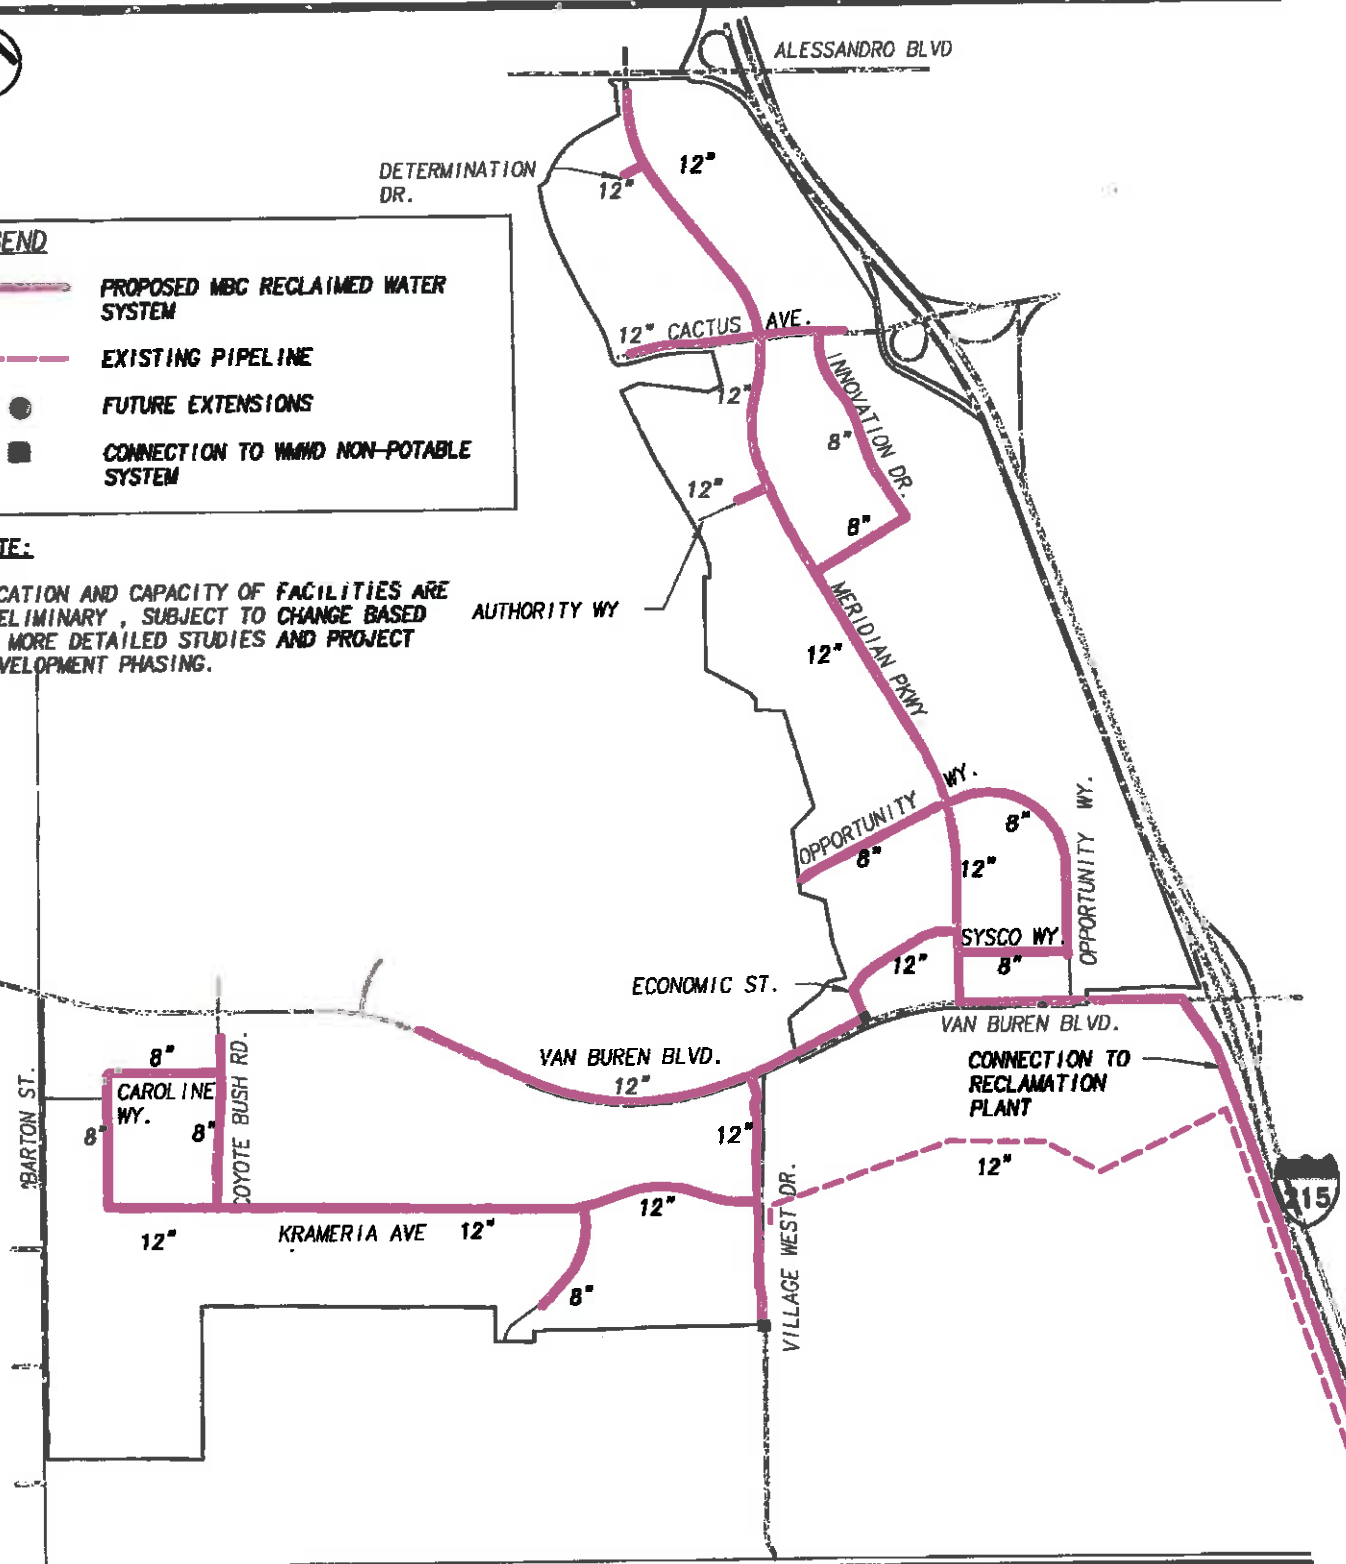 ALESSANDRO BLVD
DETERMINATION
DR.
12"
12"
END
PROPOSED MBC RECLAIMED WATER
SYSTEM
EXISTING PIPELINE
FUTURE EXTENSIONS
CONNECTION TO WMWD NON-POTABLE
SYSTEM
TE:
CATION AND CAPACITY OF FACILITIES ARE
ELIMINARY , SUBJECT TO CHANGE BASED
MORE DETAILED STUDIES AND PROJECT
VELOPMENT PHASING.
12" CACTUS AVE.
12"
INNOVATION DR.
8"
12"
8"
AUTHORITY WY
MERIDIAN PKWY
12"
OPPORTUNITY WY.
8"
8"
12"
OPPORTUNITY WY.
SYSCO WY.
8"
12"
ECONOMIC ST.
VAN BUREN BLVD.
VAN BUREN BLVD.
12"
CONNECTION TO
RECLAMATION
PLANT
8"
CAROLINE
WY.
8"
8"
BARTON ST.
COYOTE BUSH RD.
12"
12"
215
12"
KRAMERIA AVE
12"
12"
8"
VILLAGE WEST DR.